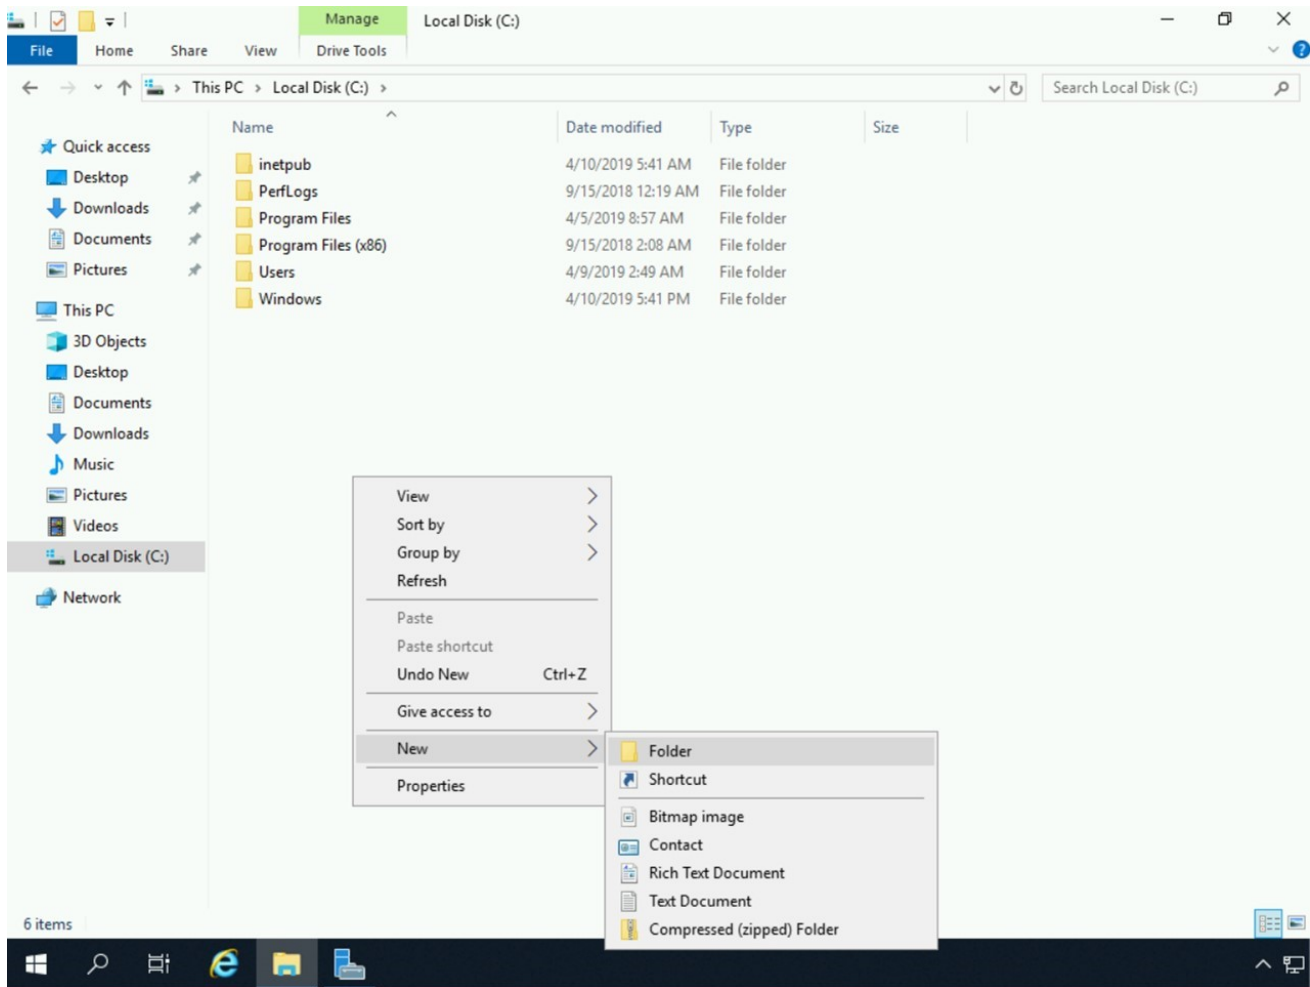 Manage Local Disk (C:)
File Home Share View Drive Tools
This PC Local Disk (C:) Search Local Disk (C:)
Name Date modified Type Size
Quick access
Desktop
Downloads
Documents
Pictures
This PC
3D Objects
Desktop
Documents
Downloads
Music
Pictures
Videos
Local Disk (C:)
Network
inetpub 4/10/2019 5:41 AM File folder
PerfLogs 9/15/2018 12:19 AM File folder
Program Files 4/5/2019 8:57 AM File folder
Program Files (x86) 9/15/2018 2:08 AM File folder
Users 4/9/2019 2:49 AM File folder
Windows 4/10/2019 5:41 PM File folder
View
Sort by
Group by
Refresh
Paste
Paste shortcut
Undo New Ctrl+Z
Give access to
New
Properties
Folder
Shortcut
Bitmap image
Contact
Rich Text Document
Text Document
Compressed (zipped) Folder
6 items